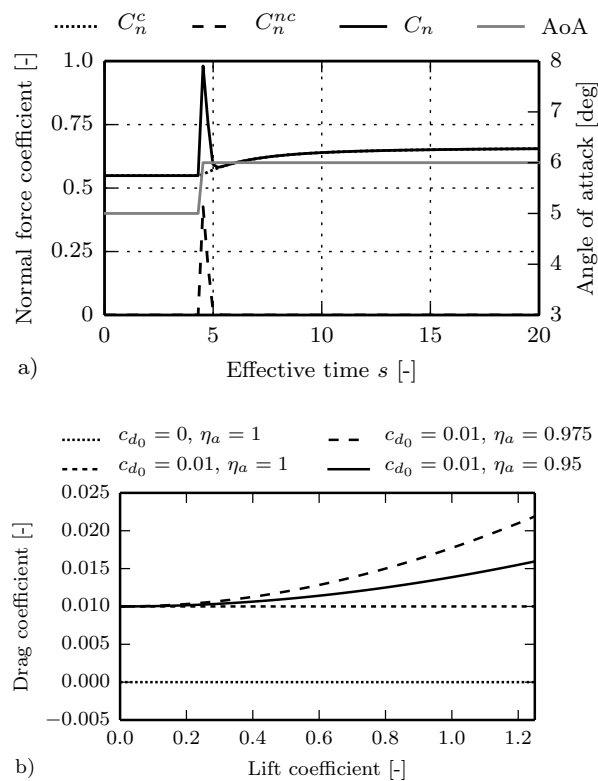 C_n^c C_n^{nc} C_n AoA
1.0 8
0.75 7
6
0.5
5
0.25
4
0 3
0 5 10 15 20
Normal force coefficient [-]
Angle of attack [deg]
Effective time s [-]
a)
c_{d_0} = 0, η_a = 1 c_{d_0} = 0.01, η_a = 0.975
c_{d_0} = 0.01, η_a = 1 c_{d_0} = 0.01, η_a = 0.95
0.025
0.020
0.015
0.010
0.005
0.000
−0.005
0.0 0.2 0.4 0.6 0.8 1.0 1.2
Drag coefficient [-]
Lift coefficient [-]
b)